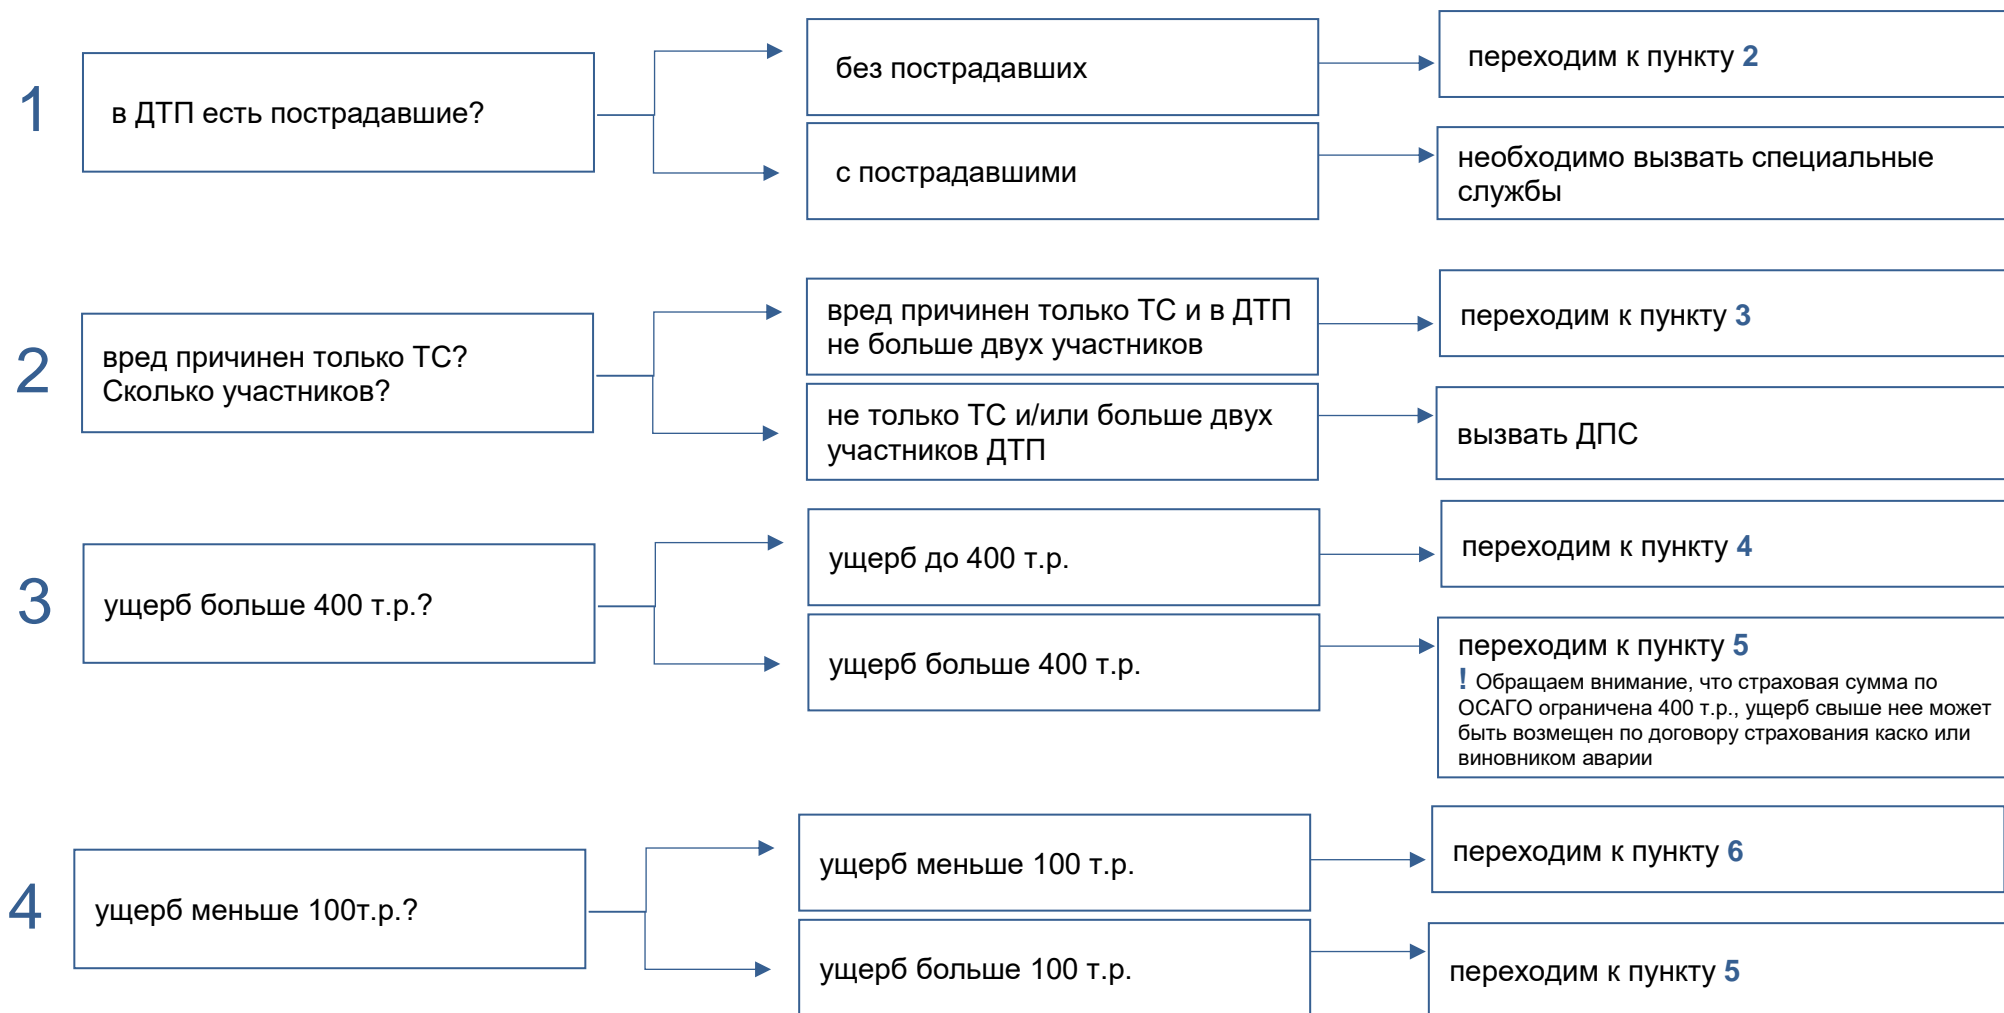 1
в ДТП есть пострадавшие?
без пострадавших
переходим к пункту 2
с пострадавшими
необходимо вызвать специальные
службы
2
вред причинен только ТС?
Сколько участников?
вред причинен только ТС и в ДТП
не больше двух участников
переходим к пункту 3
не только ТС и/или больше двух
участников ДТП
вызвать ДПС
3
ущерб больше 400 т.р.?
ущерб до 400 т.р.
переходим к пункту 4
ущерб больше 400 т.р.
переходим к пункту 5
! Обращаем внимание, что страховая сумма по
ОСАГО ограничена 400 т.р., ущерб свыше нее может
быть возмещен по договору страхования каско или
виновником аварии
4
ущерб меньше 100т.р.?
ущерб меньше 100 т.р.
переходим к пункту 6
ущерб больше 100 т.р.
переходим к пункту 5